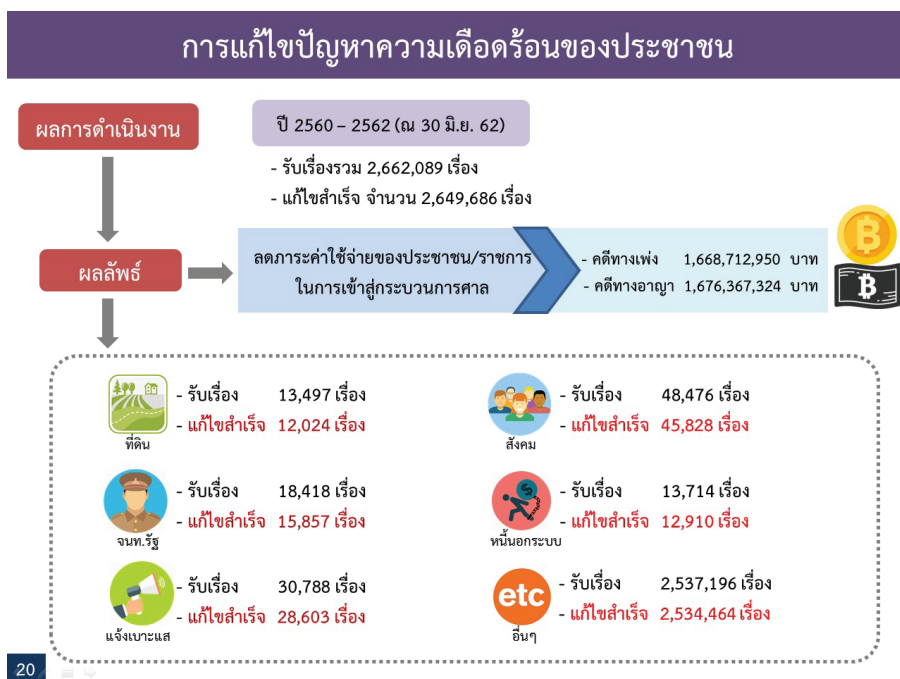 การแก้ไขปัญหาความเดือดร้อนของประชาชน
ผลการดำเนินงาน
ปี 2560 – 2562 (ณ 30 มิ.ย. 62)
- รับเรื่องรวม 2,662,089 เรื่อง
- แก้ไขสำเร็จ จำนวน 2,649,686 เรื่อง
ผลลัพธ์
ลดภาระค่าใช้จ่ายของประชาชน/ราชการ
ในการเข้าสู่กระบวนการศาล
- คดีทางเพ่ง 1,668,712,950 บาท
- คดีทางอาญา 1,676,367,324 บาท
ที่ดิน
- รับเรื่อง 13,497 เรื่อง
- แก้ไขสำเร็จ 12,024 เรื่อง
สังคม
- รับเรื่อง 48,476 เรื่อง
- แก้ไขสำเร็จ 45,828 เรื่อง
จนท.รัฐ
- รับเรื่อง 18,418 เรื่อง
- แก้ไขสำเร็จ 15,857 เรื่อง
หนี้นอกระบบ
- รับเรื่อง 13,714 เรื่อง
- แก้ไขสำเร็จ 12,910 เรื่อง
แจ้งเบาะแส
- รับเรื่อง 30,788 เรื่อง
- แก้ไขสำเร็จ 28,603 เรื่อง
etc
อื่นๆ
- รับเรื่อง 2,537,196 เรื่อง
- แก้ไขสำเร็จ 2,534,464 เรื่อง
20